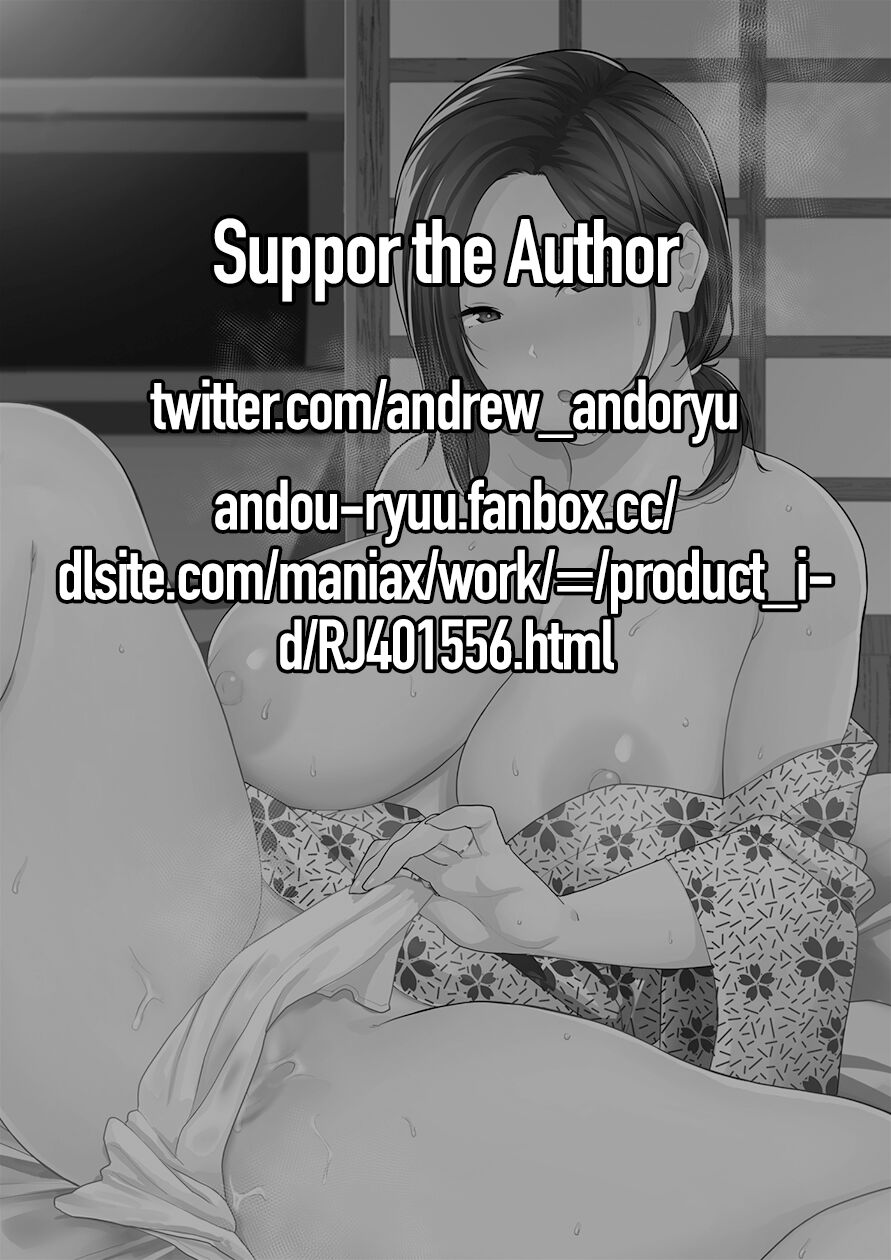 Suppor the Author
twitter.com/andrew_andoryu
andou-ryuu.fanbox.cc/
dlsite.com/maniax/work/=/product_i-
d/RJ401556.html